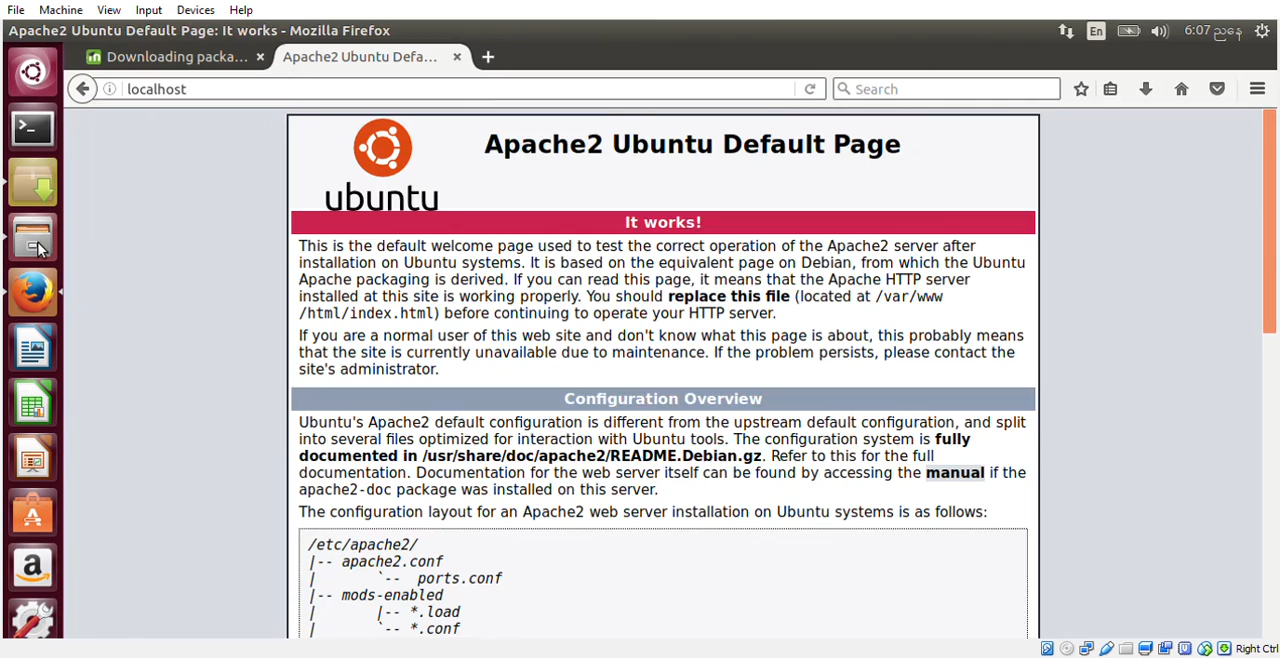 File Machine View Input Devices Help
Apache2 Ubuntu Default Page: It works - Mozilla Firefox
En
6:07 ညနေ
Downloading packa...
Apache2 Ubuntu Defa...
localhost
Search
Apache2 Ubuntu Default Page
ubuntu
It works!
This is the default welcome page used to test the correct operation of the Apache2 server after
installation on Ubuntu systems. It is based on the equivalent page on Debian, from which the Ubuntu
Apache packaging is derived. If you can read this page, it means that the Apache HTTP server
installed at this site is working properly. You should replace this file (located at /var/www
/html/index.html) before continuing to operate your HTTP server.
If you are a normal user of this web site and don't know what this page is about, this probably means
that the site is currently unavailable due to maintenance. If the problem persists, please contact the
site's administrator.
Configuration Overview
Ubuntu's Apache2 default configuration is different from the upstream default configuration, and split
into several files optimized for interaction with Ubuntu tools. The configuration system is fully
documented in /usr/share/doc/apache2/README.Debian.gz. Refer to this for the full
documentation. Documentation for the web server itself can be found by accessing the manual if the
apache2-doc package was installed on this server.
The configuration layout for an Apache2 web server installation on Ubuntu systems is as follows:
/etc/apache2/
|-- apache2.conf
|       `--  ports.conf
|-- mods-enabled
|       |-- *.load
|       `-- *.conf
Right Ctrl